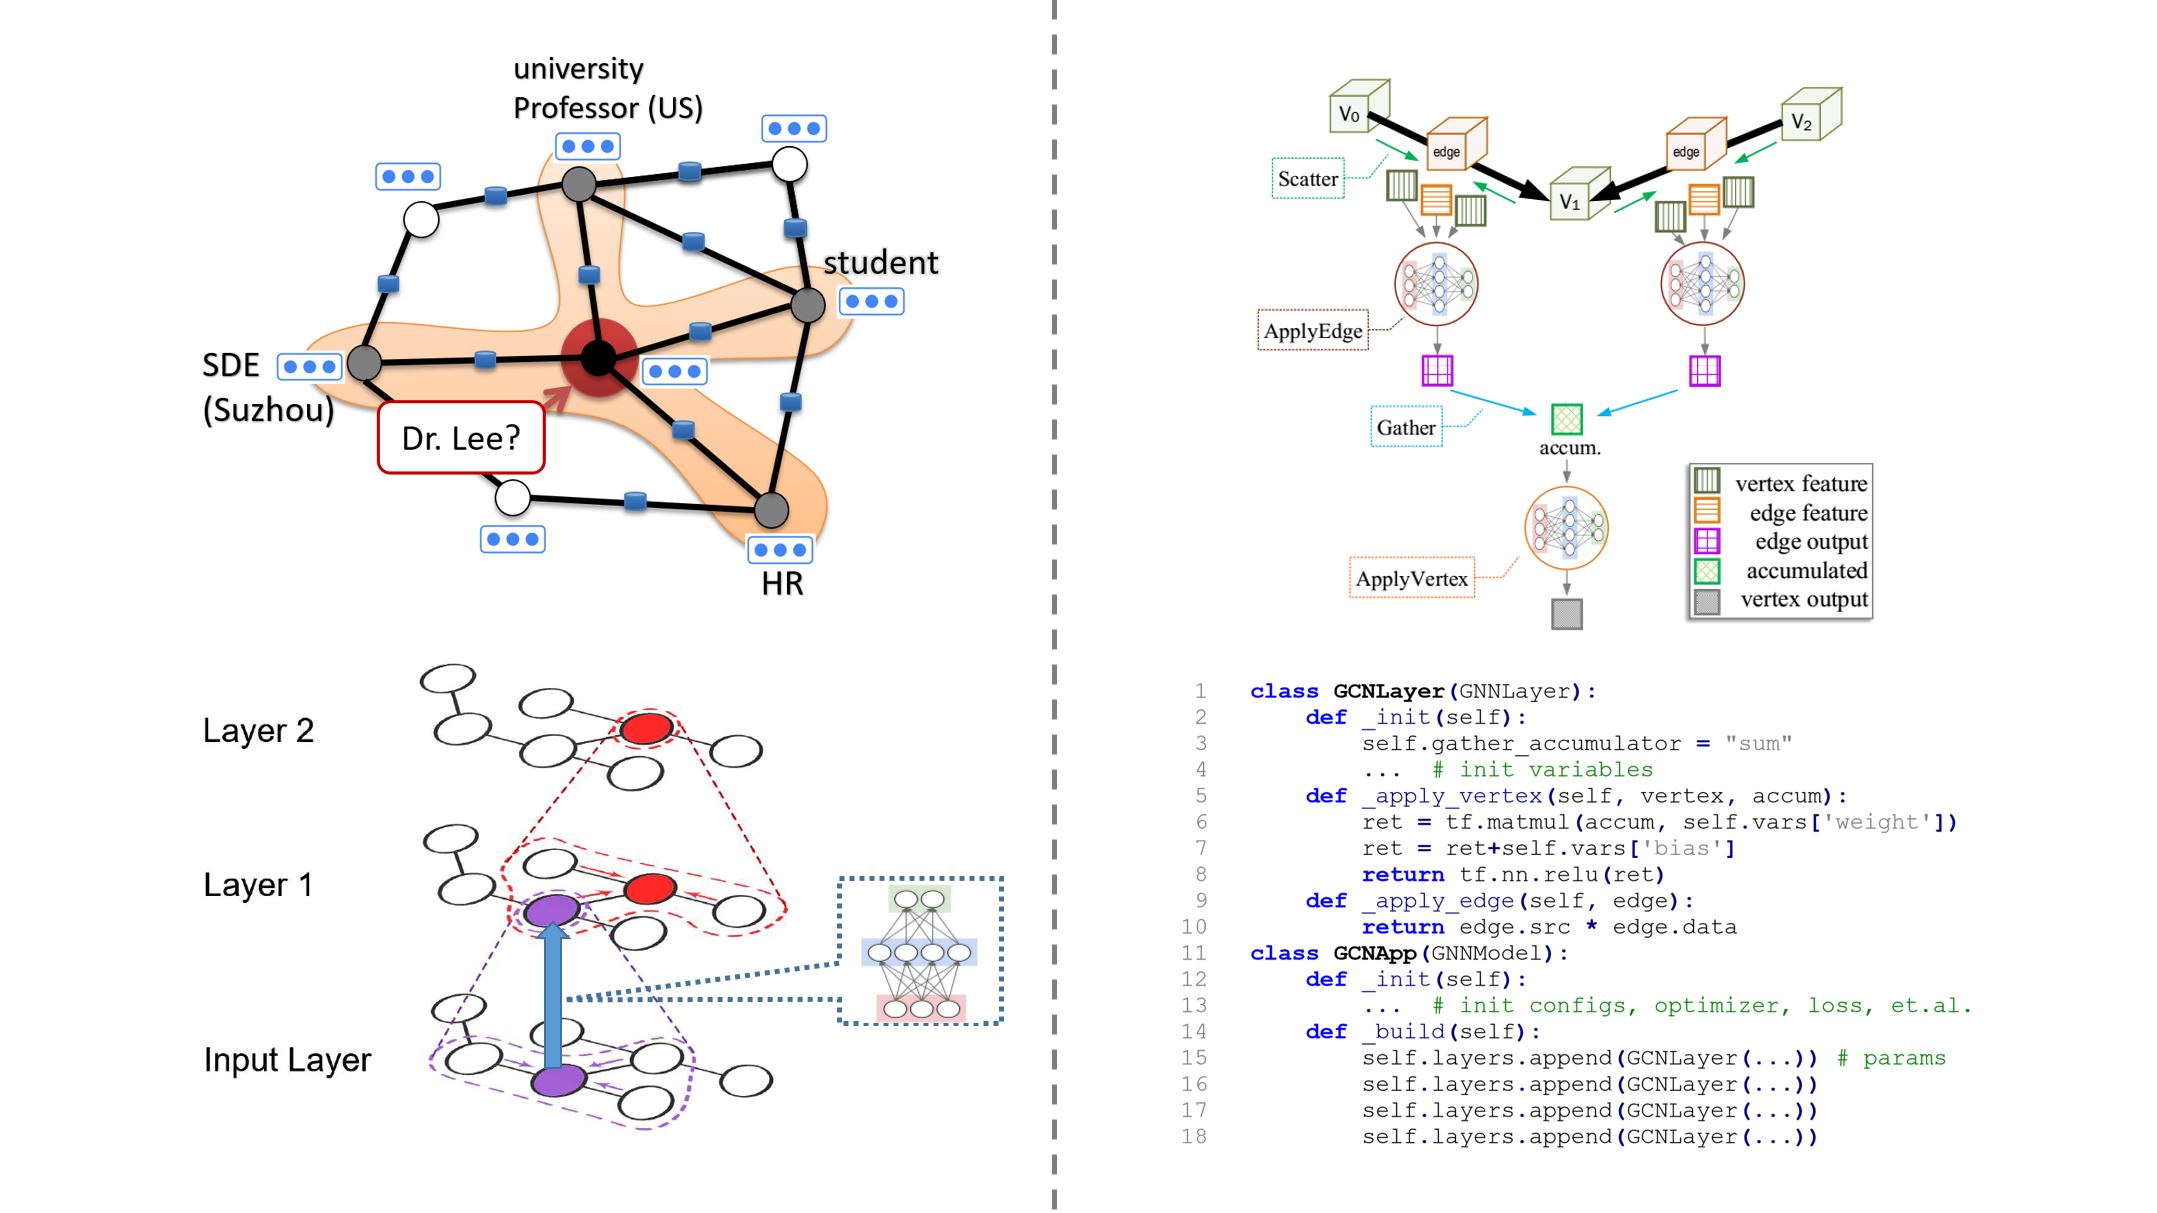 university
Professor (US)
student
SDE
(Suzhou)
Dr. Lee?
HR
Layer 2
Layer 1
Input Layer
V0
V2
edge
edge
Scatter
V1
ApplyEdge
Gather
accum.
vertex feature
edge feature
edge output
accumulated
vertex output
ApplyVertex
1 class GCNLayer(GNNLayer):
2 def _init(self):
3 self.gather_accumulator = "sum"
4 ... # init variables
5 def _apply_vertex(self, vertex, accum):
6 ret = tf.matmul(accum, self.vars['weight'])
7 ret = ret+self.vars['bias']
8 return tf.nn.relu(ret)
9 def _apply_edge(self, edge):
10 return edge.src * edge.data
11 class GCNApp(GNNModel):
12 def _init(self):
13 ... # init configs, optimizer, loss, et.al.
14 def _build(self):
15 self.layers.append(GCNLayer(...)) # params
16 self.layers.append(GCNLayer(...))
17 self.layers.append(GCNLayer(...))
18 self.layers.append(GCNLayer(...))